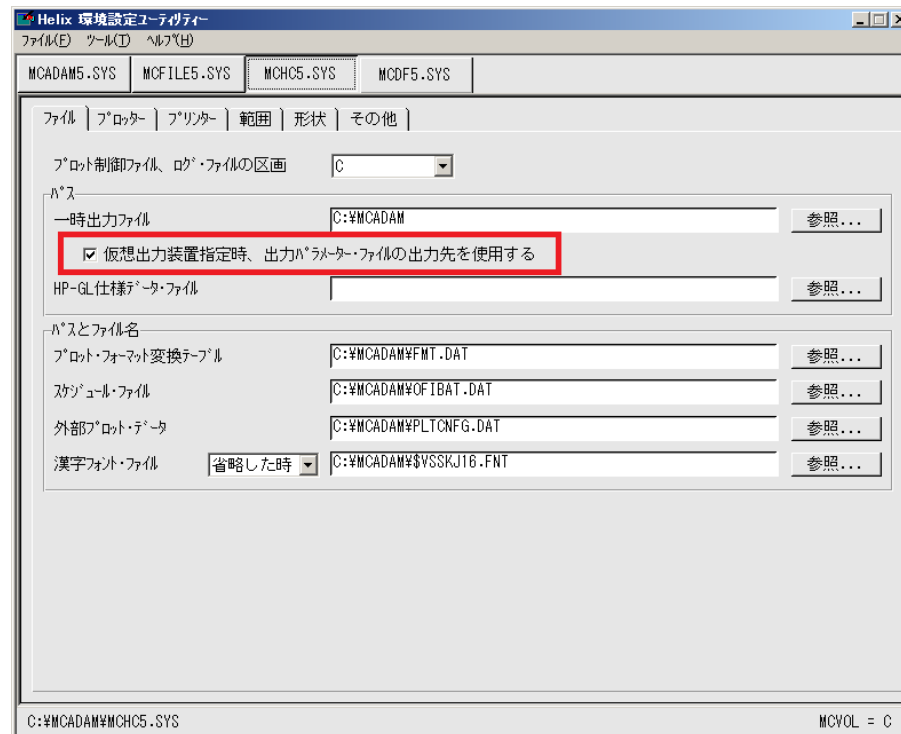 Helix 環境設定ユーティリティー
ファイル(F) ツール(T) ヘルプ(H)
MCADAM5.SYS MCFILE5.SYS MCHC5.SYS MCDF5.SYS
ファイル プロッター プリンター 範囲 形状 その他
プロット制御ファイル、ログ・ファイルの区画 C
パス
一時出力ファイル C:¥MCADAM 参照...
仮想出力装置指定時、出力パラメーター・ファイルの出力先を使用する
HP-GL仕様データ・ファイル 参照...
パスとファイル名
プロット・フォーマット変換テーブル C:¥MCADAM¥FMT.DAT 参照...
スケジュール・ファイル C:¥MCADAM¥OFIBAT.DAT 参照...
外部プロット・データ C:¥MCADAM¥PLTCNFG.DAT 参照...
漢字フォント・ファイル 省略した時 C:¥MCADAM¥$VSSKJ16.FNT 参照...
C:¥MCADAM¥MCHC5.SYS MCVOL = C